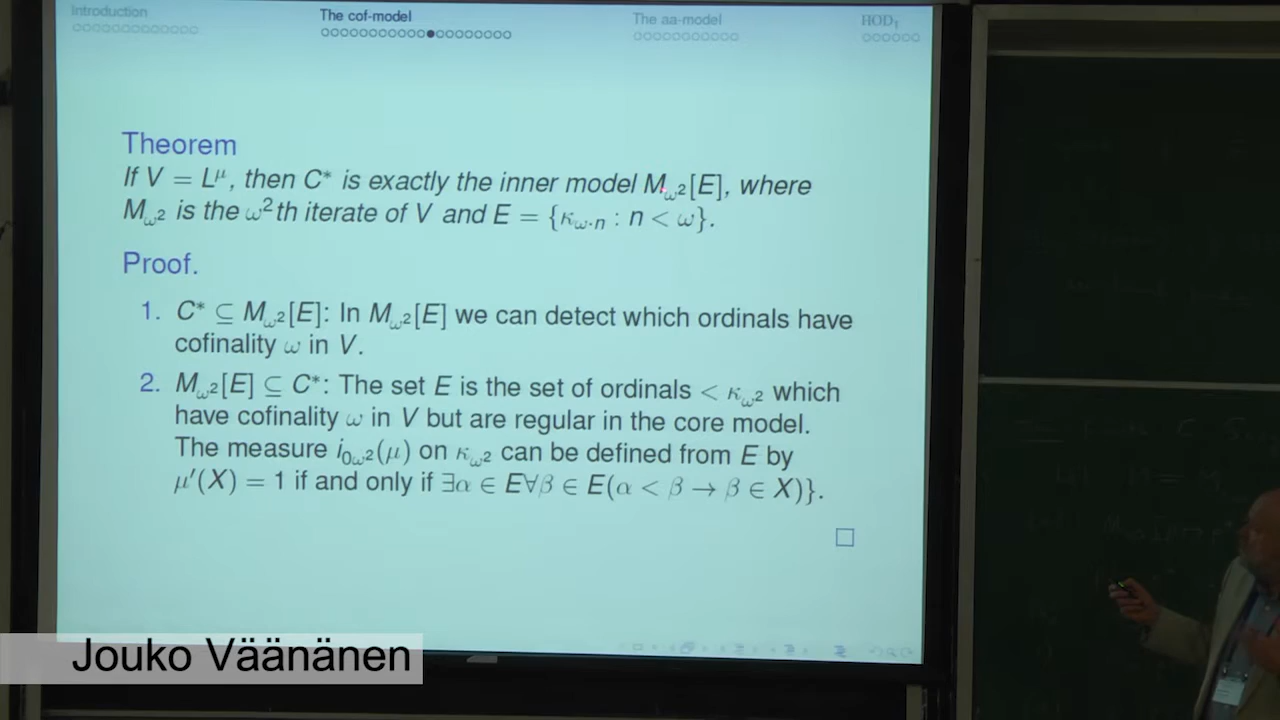 Introduction
The cof-model
The aa-model
HOD₁
Theorem
If V = Lᵘ, then C* is exactly the inner model M_{ω²}[E], where
M_{ω²} is the ω²th iterate of V and E = {κ_{ω·n} : n < ω}.
Proof.
1. C* ⊆ M_{ω²}[E]: In M_{ω²}[E] we can detect which ordinals have
cofinality ω in V.
2. M_{ω²}[E] ⊆ C*: The set E is the set of ordinals < κ_{ω²} which
have cofinality ω in V but are regular in the core model.
The measure i_{0ω²}(μ) on κ_{ω²} can be defined from E by
μ′(X) = 1 if and only if ∃α ∈ E∀β ∈ E(α < β → β ∈ X)}.
□
Jouko Väänänen